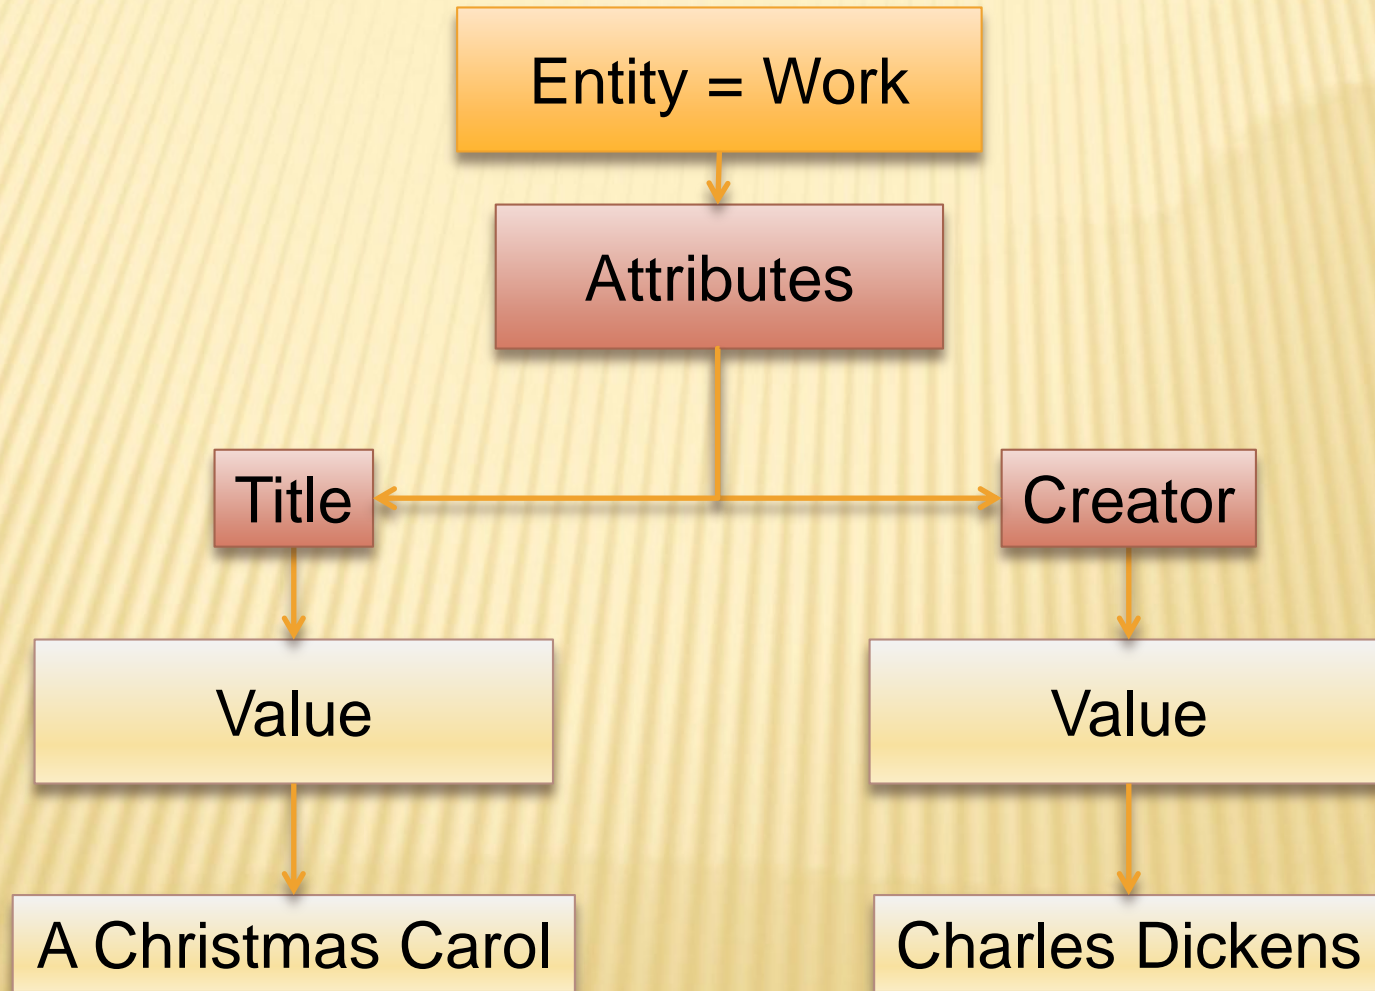 Entity = Work
Attributes
Title
Creator
Value
Value
A Christmas Carol
Charles Dickens